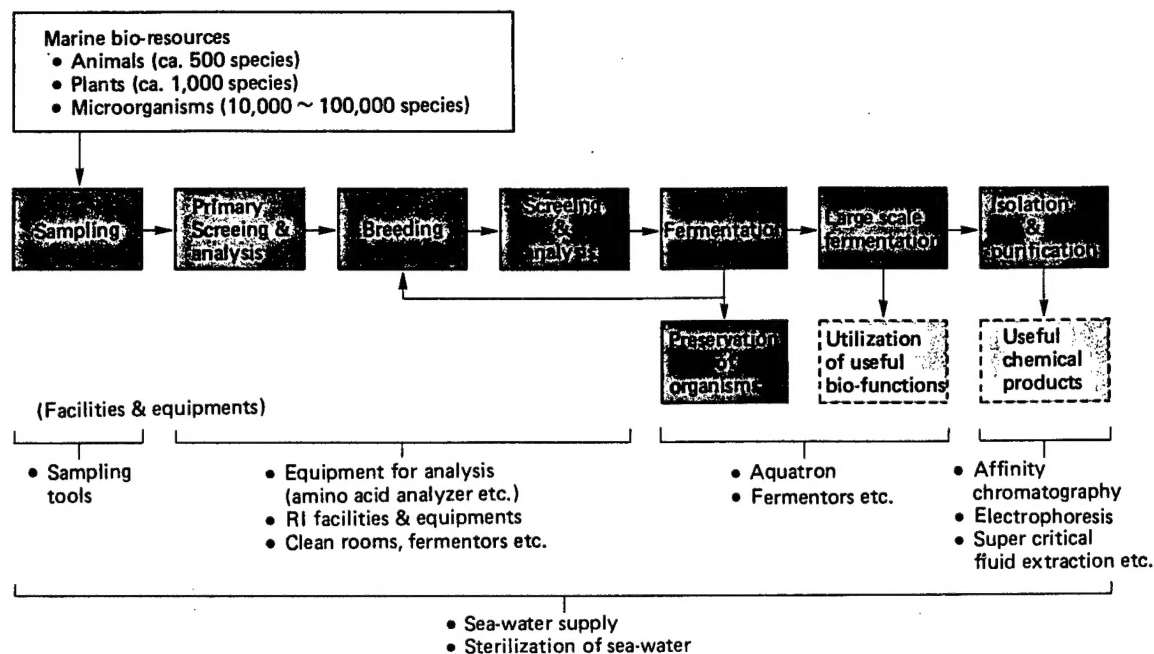 Marine bio-resources
• Animals (ca. 500 species)
• Plants (ca. 1,000 species)
• Microorganisms (10,000 ~ 100,000 species)
Sampling
Primary
Screeing &
analysis
Breeding
Screeing
&
analysis
Fermentation
Large scale
fermentation
Isolation
&
purification
Preservation
of
organisms
Utilization
of useful
bio-functions
Useful
chemical
products
(Facilities & equipments)
• Sampling
tools
• Equipment for analysis
(amino acid analyzer etc.)
• RI facilities & equipments
• Clean rooms, fermentors etc.
• Aquatron
• Fermentors etc.
• Affinity
chromatography
• Electrophoresis
• Super critical
fluid extraction etc.
• Sea-water supply
• Sterilization of sea-water